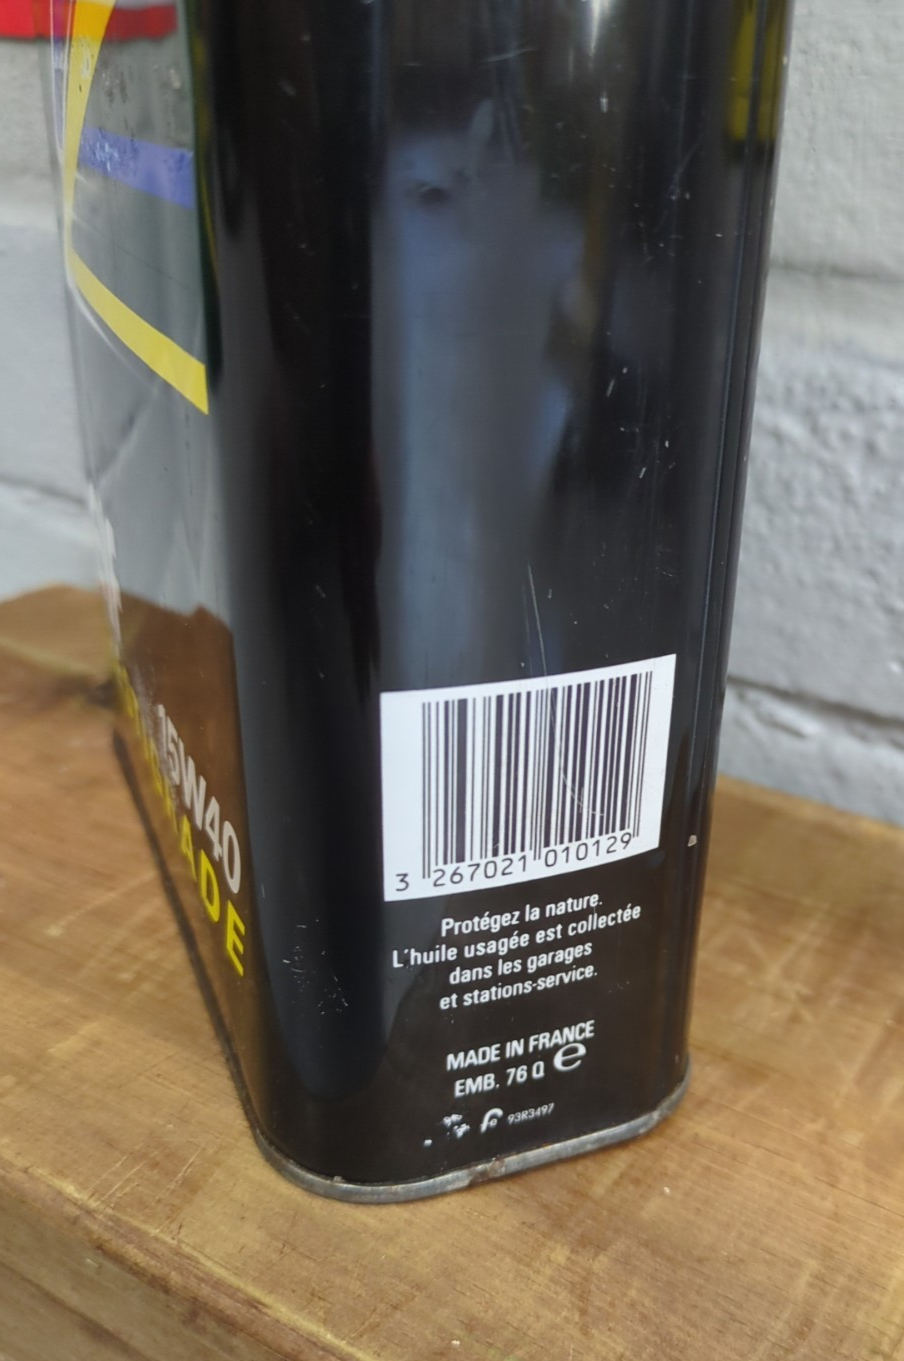 15W40
3 267021 010129
Protégez la nature.
L'huile usagée est collectée
dans les garages
et stations-service.
MADE IN FRANCE
EMB. 76 Q e
93R3497